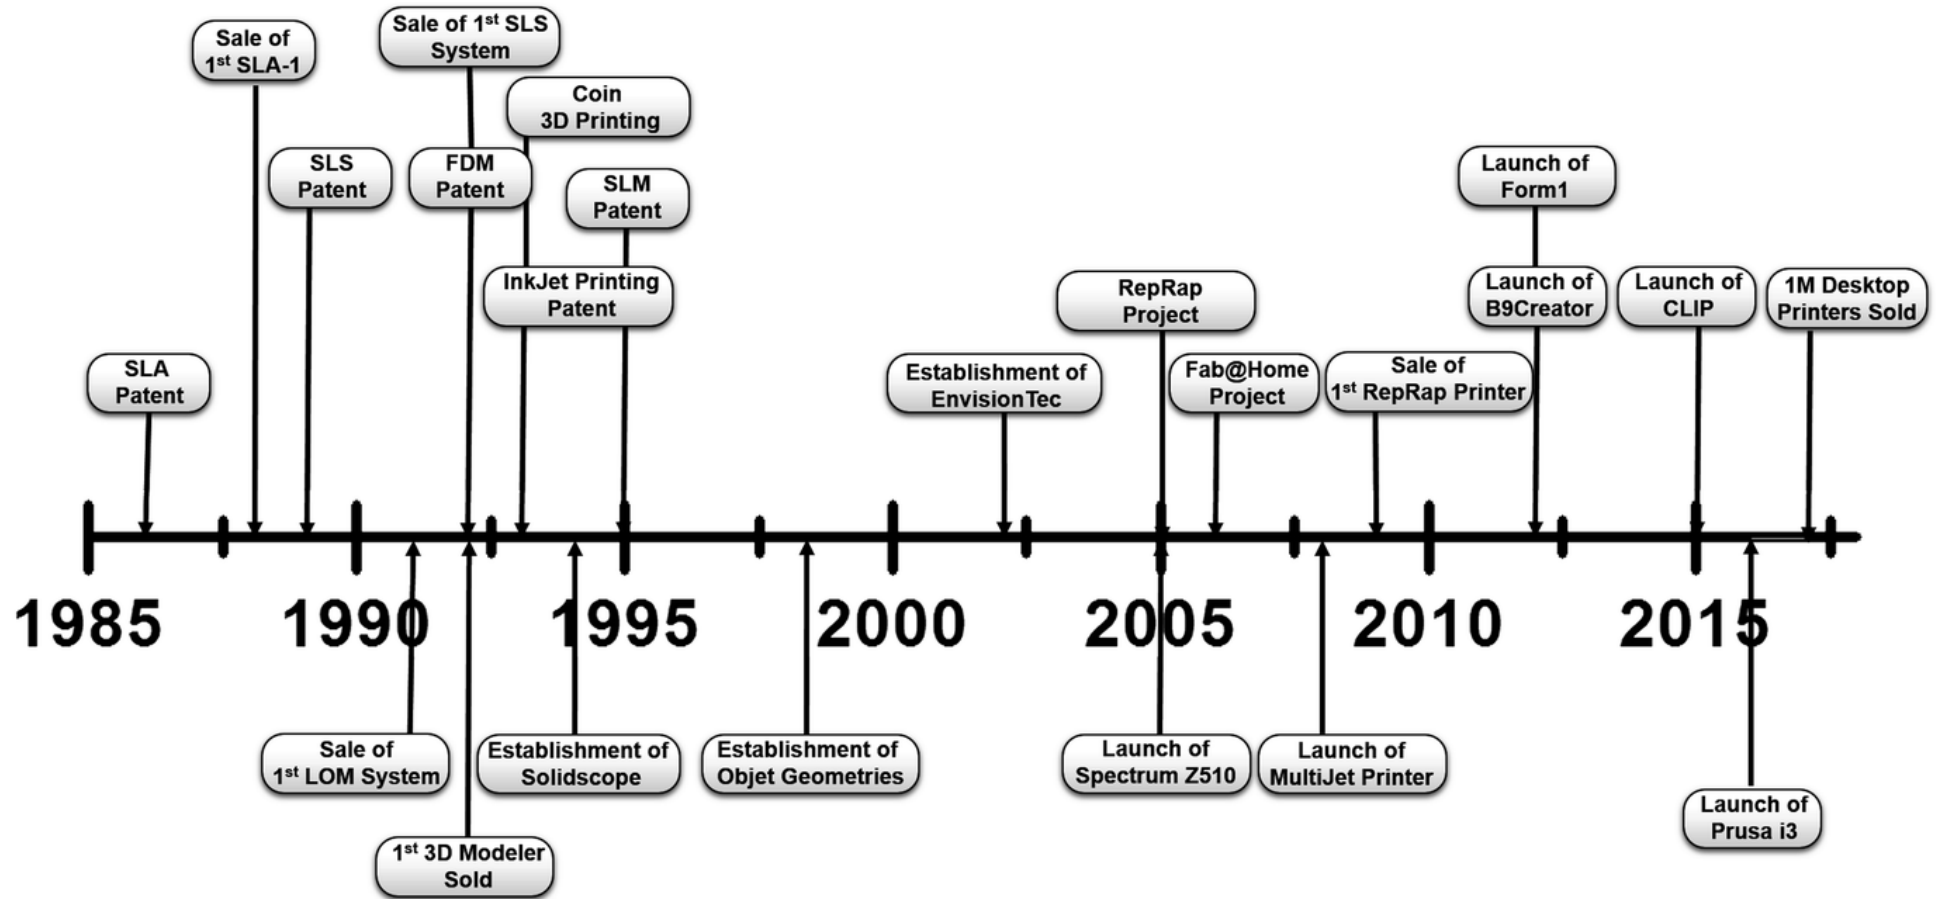 Sale of
1st SLA-1
Sale of 1st SLS
System
Coin
3D Printing
SLS
Patent
FDM
Patent
SLM
Patent
Launch of
Form1
InkJet Printing
Patent
RepRap
Project
Launch of
B9Creator
Launch of
CLIP
1M Desktop
Printers Sold
SLA
Patent
Establishment of
EnvisionTec
Fab@Home
Project
Sale of
1st RepRap Printer
1985
1990
1995
2000
2005
2010
2015
Sale of
1st LOM System
Establishment of
Solidscope
Establishment of
Objet Geometries
Launch of
Spectrum Z510
Launch of
MultiJet Printer
Launch of
Prusa i3
1st 3D Modeler
Sold